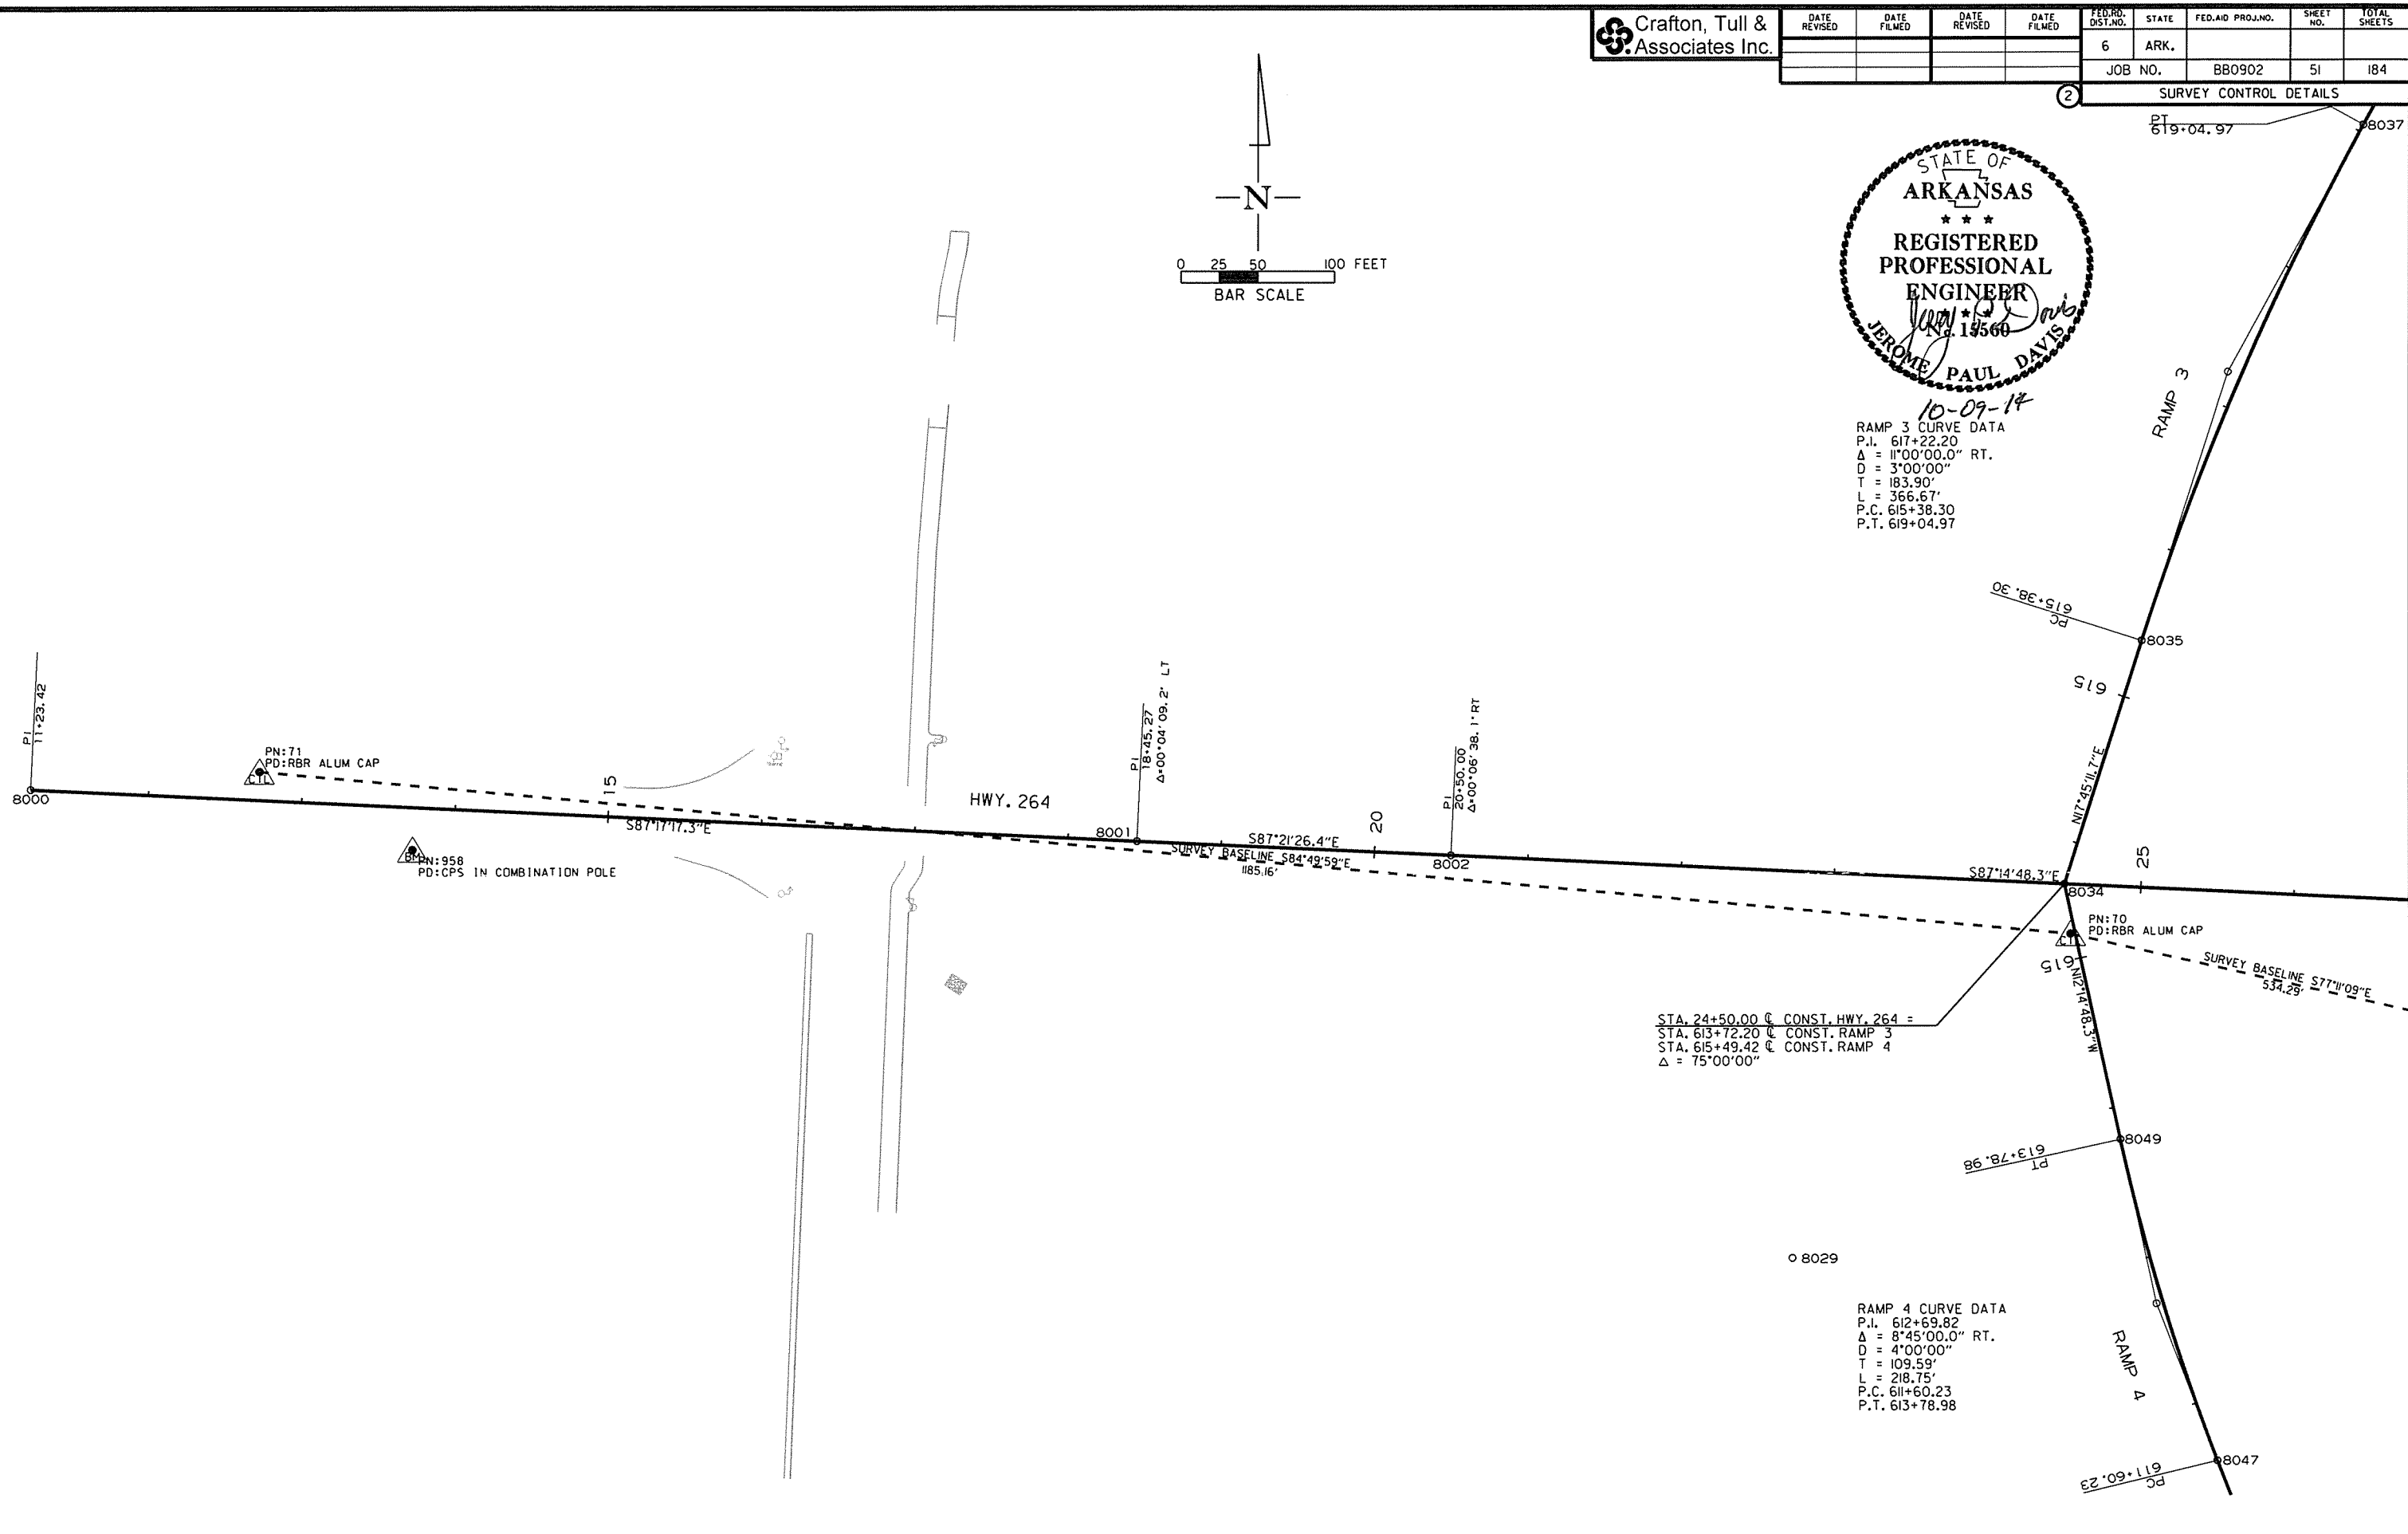 Crafton, Tull &
Associates Inc.
DATE REVISED
DATE FILMED
DATE REVISED
DATE FILMED
FED.RD. DIST.NO.
STATE
FED.AID PROJ.NO.
SHEET NO.
TOTAL SHEETS
6
ARK.
JOB NO.
BB0902
51
184
2
SURVEY CONTROL DETAILS
PT
619+04.97
8037
N
0 25 50 100 FEET
BAR SCALE
STATE OF
ARKANSAS
★ ★ ★
REGISTERED
PROFESSIONAL
ENGINEER
★ ★ ★
No. 15560
JEROME PAUL DAVIS
10-09-14
RAMP 3
RAMP 3 CURVE DATA
P.I. 617+22.20
Δ = 11°00'00.0" RT.
D = 3°00'00"
T = 183.90'
L = 366.67'
P.C. 615+38.30
P.T. 619+04.97
PC
615+38.30
8035
615
N17°45'11.7"E
PI
11+23.42
8000
PN:71
PD:RBR ALUM CAP
CTL
BM
PN:958
PD:CPS IN COMBINATION POLE
15
S87°17'17.3"E
HWY. 264
PI
18+45.27
Δ=00°04'09.2" LT
8001
S87°21'26.4"E
SURVEY BASELINE S84°49'59"E
1185.16'
20
PI
20+50.00
Δ=00°06'38.1" RT
8002
S87°14'48.3"E
8034
25
PN:70
PD:RBR ALUM CAP
CTL
615
N12°14'48.3"W
SURVEY BASELINE S77°11'09"E
534.29'
STA. 24+50.00 ℄ CONST. HWY. 264 =
STA. 613+72.20 ℄ CONST. RAMP 3
STA. 615+49.42 ℄ CONST. RAMP 4
Δ = 75°00'00"
8049
PT
613+78.98
8029
RAMP 4 CURVE DATA
P.I. 612+69.82
Δ = 8°45'00.0" RT.
D = 4°00'00"
T = 109.59'
L = 218.75'
P.C. 611+60.23
P.T. 613+78.98
RAMP 4
8047
PC
611+60.23